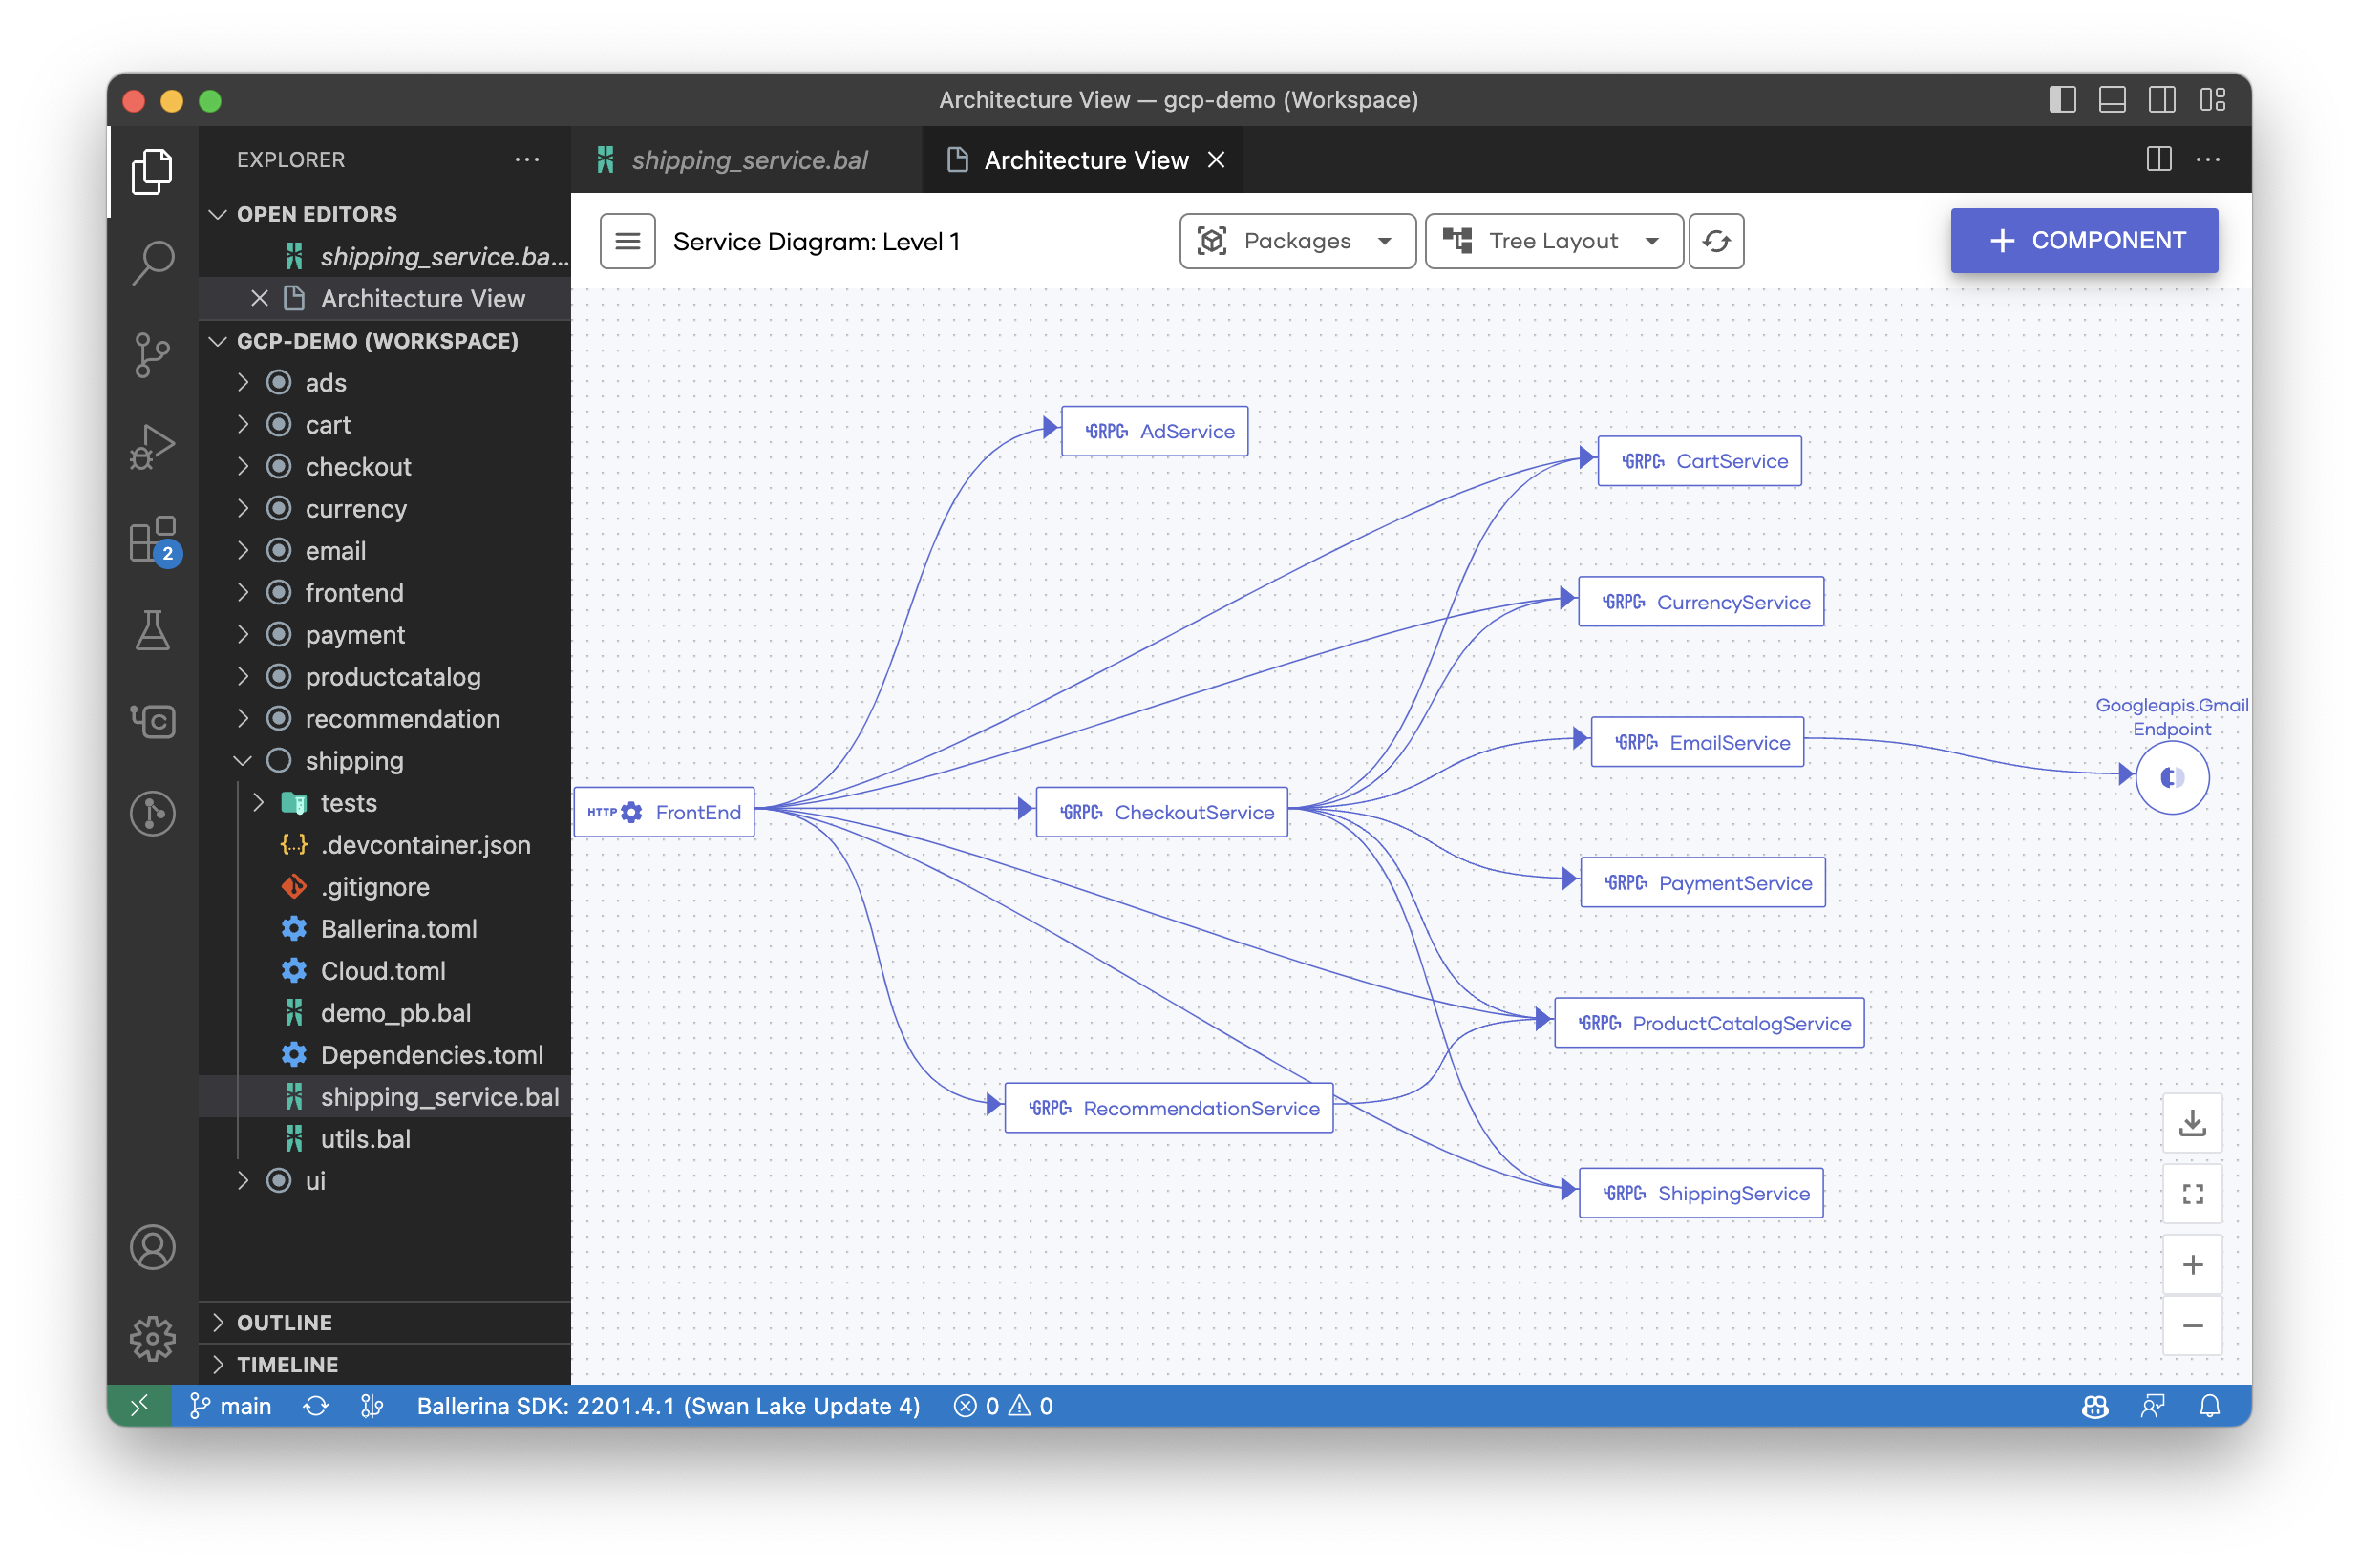 Architecture View — gcp-demo (Workspace)
EXPLORER
shipping_service.bal
Architecture View
OPEN EDITORS
shipping_service.ba...
Architecture View
GCP-DEMO (WORKSPACE)
ads
cart
checkout
currency
email
frontend
payment
productcatalog
recommendation
shipping
tests
.devcontainer.json
.gitignore
Ballerina.toml
Cloud.toml
demo_pb.bal
Dependencies.toml
shipping_service.bal
utils.bal
ui
OUTLINE
TIMELINE
2
Service Diagram: Level 1
Packages
Tree Layout
+ COMPONENT
GRPC AdService
GRPC CartService
GRPC CurrencyService
Googleapis.Gmail
Endpoint
GRPC EmailService
HTTP FrontEnd
GRPC CheckoutService
GRPC PaymentService
GRPC ProductCatalogService
GRPC RecommendationService
GRPC ShippingService
main
Ballerina SDK: 2201.4.1 (Swan Lake Update 4)
0
0